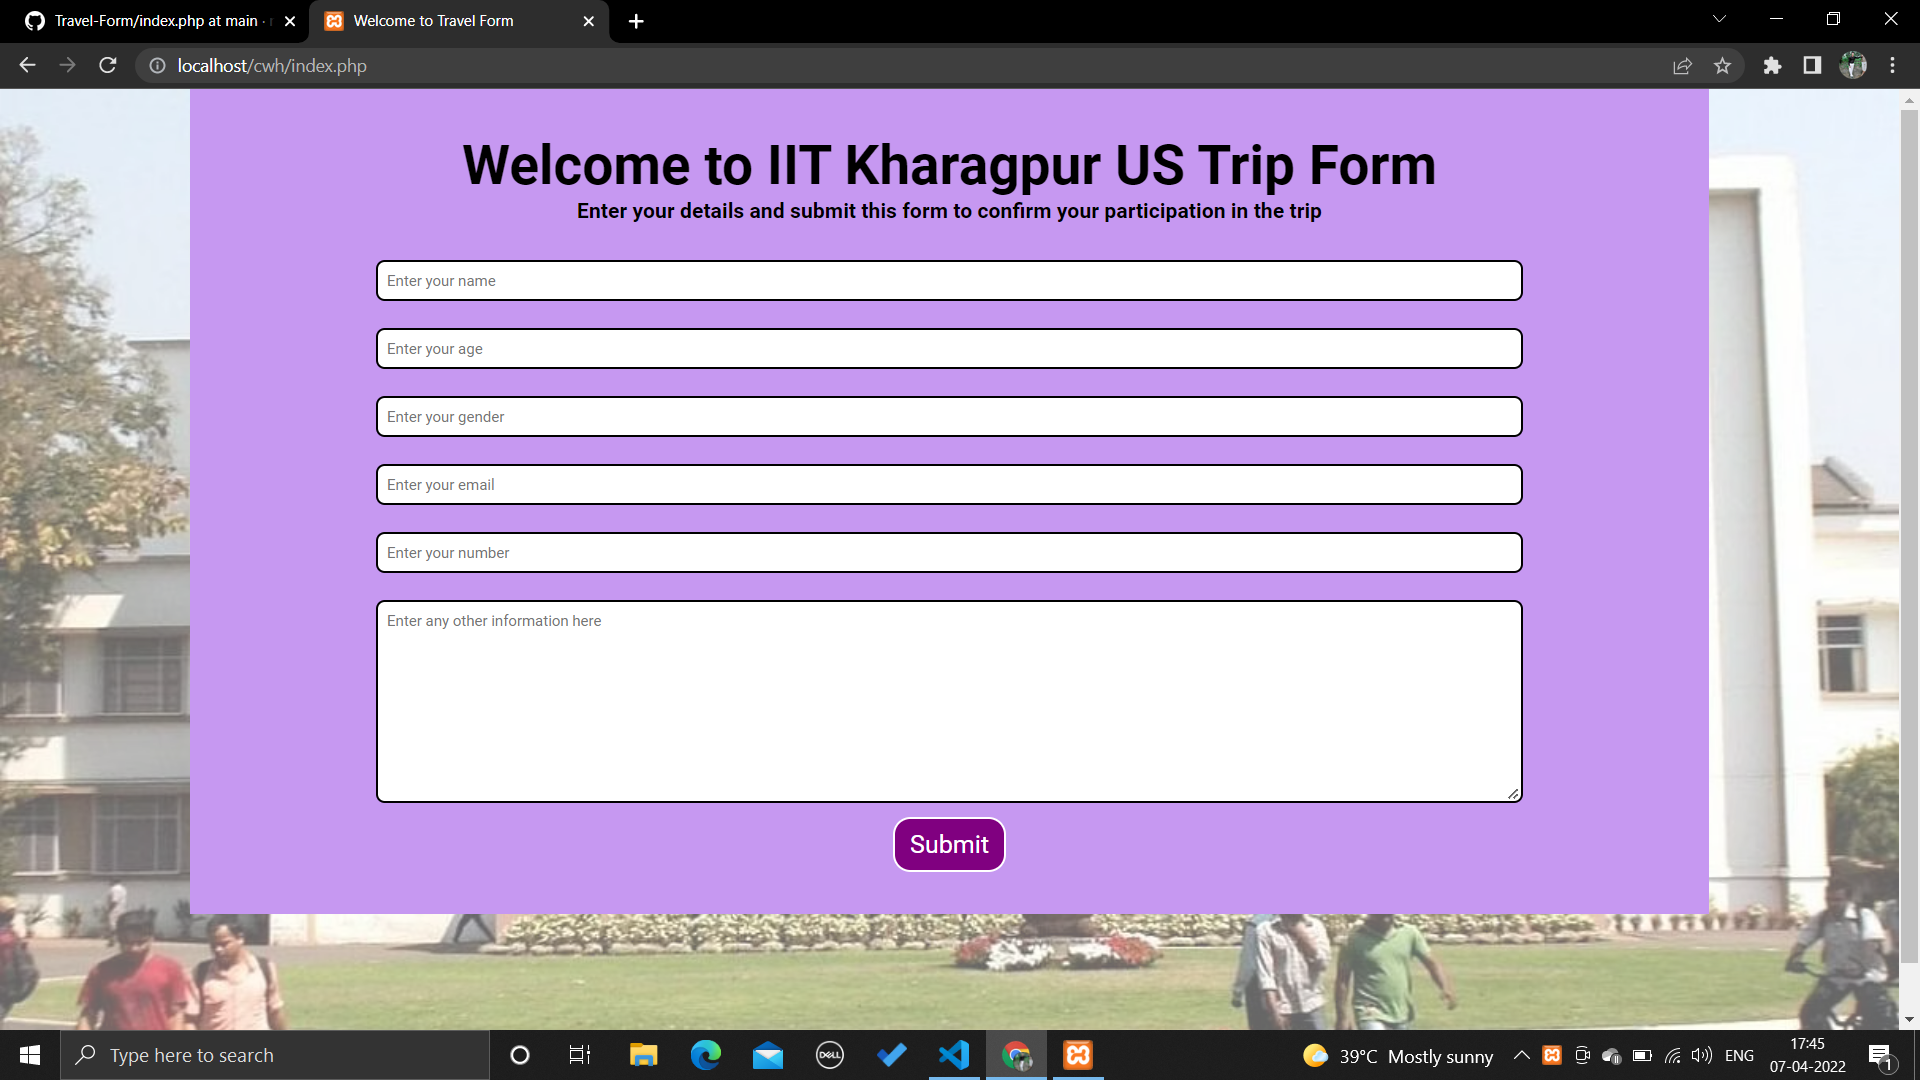 Travel-Form/index.php at main ·
Welcome to Travel Form
localhost/cwh/index.php
Welcome to IIT Kharagpur US Trip Form
Enter your details and submit this form to confirm your participation in the trip
Enter your name
Enter your age
Enter your gender
Enter your email
Enter your number
Enter any other information here
Submit
Type here to search
DELL
39°C Mostly sunny
ENG
17:45
07-04-2022
1